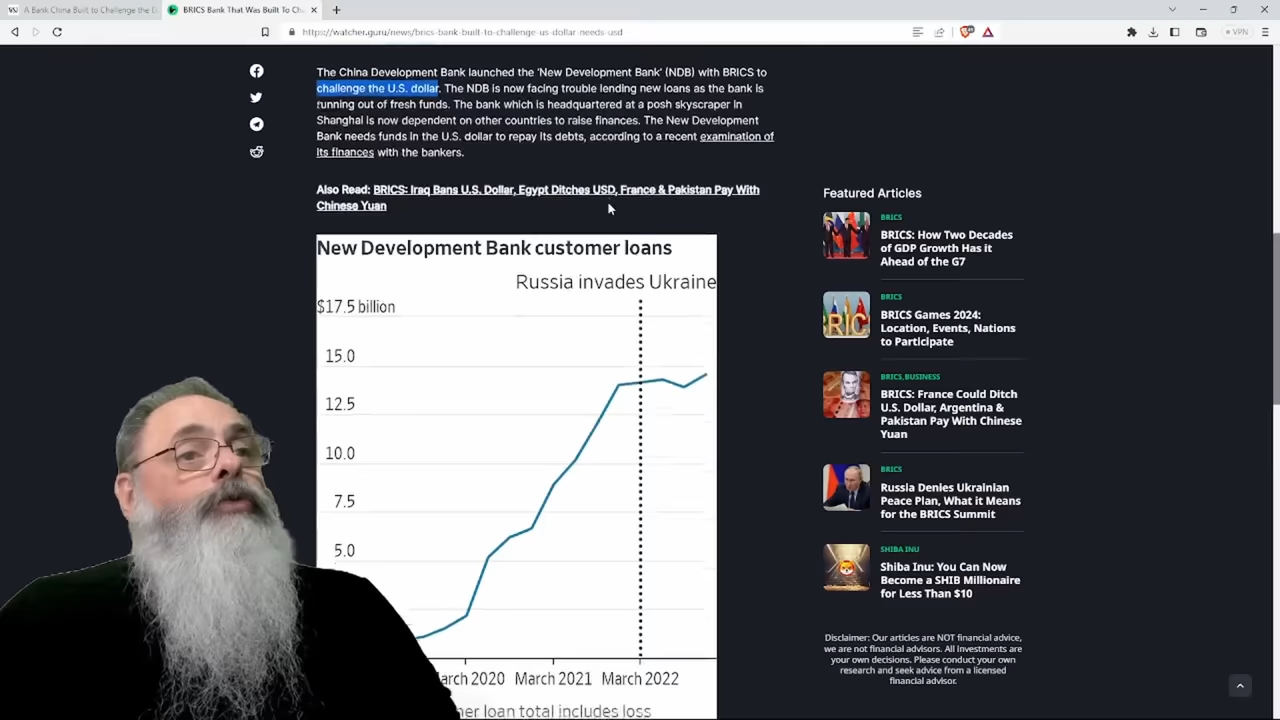 A Bank China Built to Challenge the D
BRICS Bank That Was Built To Cha
https://watcher.guru/news/brics-bank-built-to-challenge-us-dollar-needs-usd
VPN
The China Development Bank launched the 'New Development Bank' (NDB) with BRICS to
challenge the U.S. dollar. The NDB is now facing trouble lending new loans as the bank is
running out of fresh funds. The bank which is headquartered at a posh skyscraper in
Shanghai is now dependent on other countries to raise finances. The New Development
Bank needs funds in the U.S. dollar to repay its debts, according to a recent examination of
its finances with the bankers.
Also Read: BRICS: Iraq Bans U.S. Dollar, Egypt Ditches USD, France & Pakistan Pay With
Chinese Yuan
New Development Bank customer loans
Russia invades Ukraine
$17.5 billion
15.0
12.5
10.0
7.5
5.0
arch 2020 March 2021 March 2022
er loan total includes loss
Featured Articles
BRICS
BRICS: How Two Decades
of GDP Growth Has it
Ahead of the G7
BRICS
BRICS Games 2024:
Location, Events, Nations
to Participate
BRICS,BUSINESS
BRICS: France Could Ditch
U.S. Dollar, Argentina &
Pakistan Pay With Chinese
Yuan
BRICS
Russia Denies Ukrainian
Peace Plan, What it Means
for the BRICS Summit
SHIBA INU
Shiba Inu: You Can Now
Become a SHIB Millionaire
for Less Than $10
Disclaimer: Our articles are NOT financial advice,
we are not financial advisors. All Investments are
your own decisions. Please conduct your own
research and seek advice from a licensed
financial advisor.